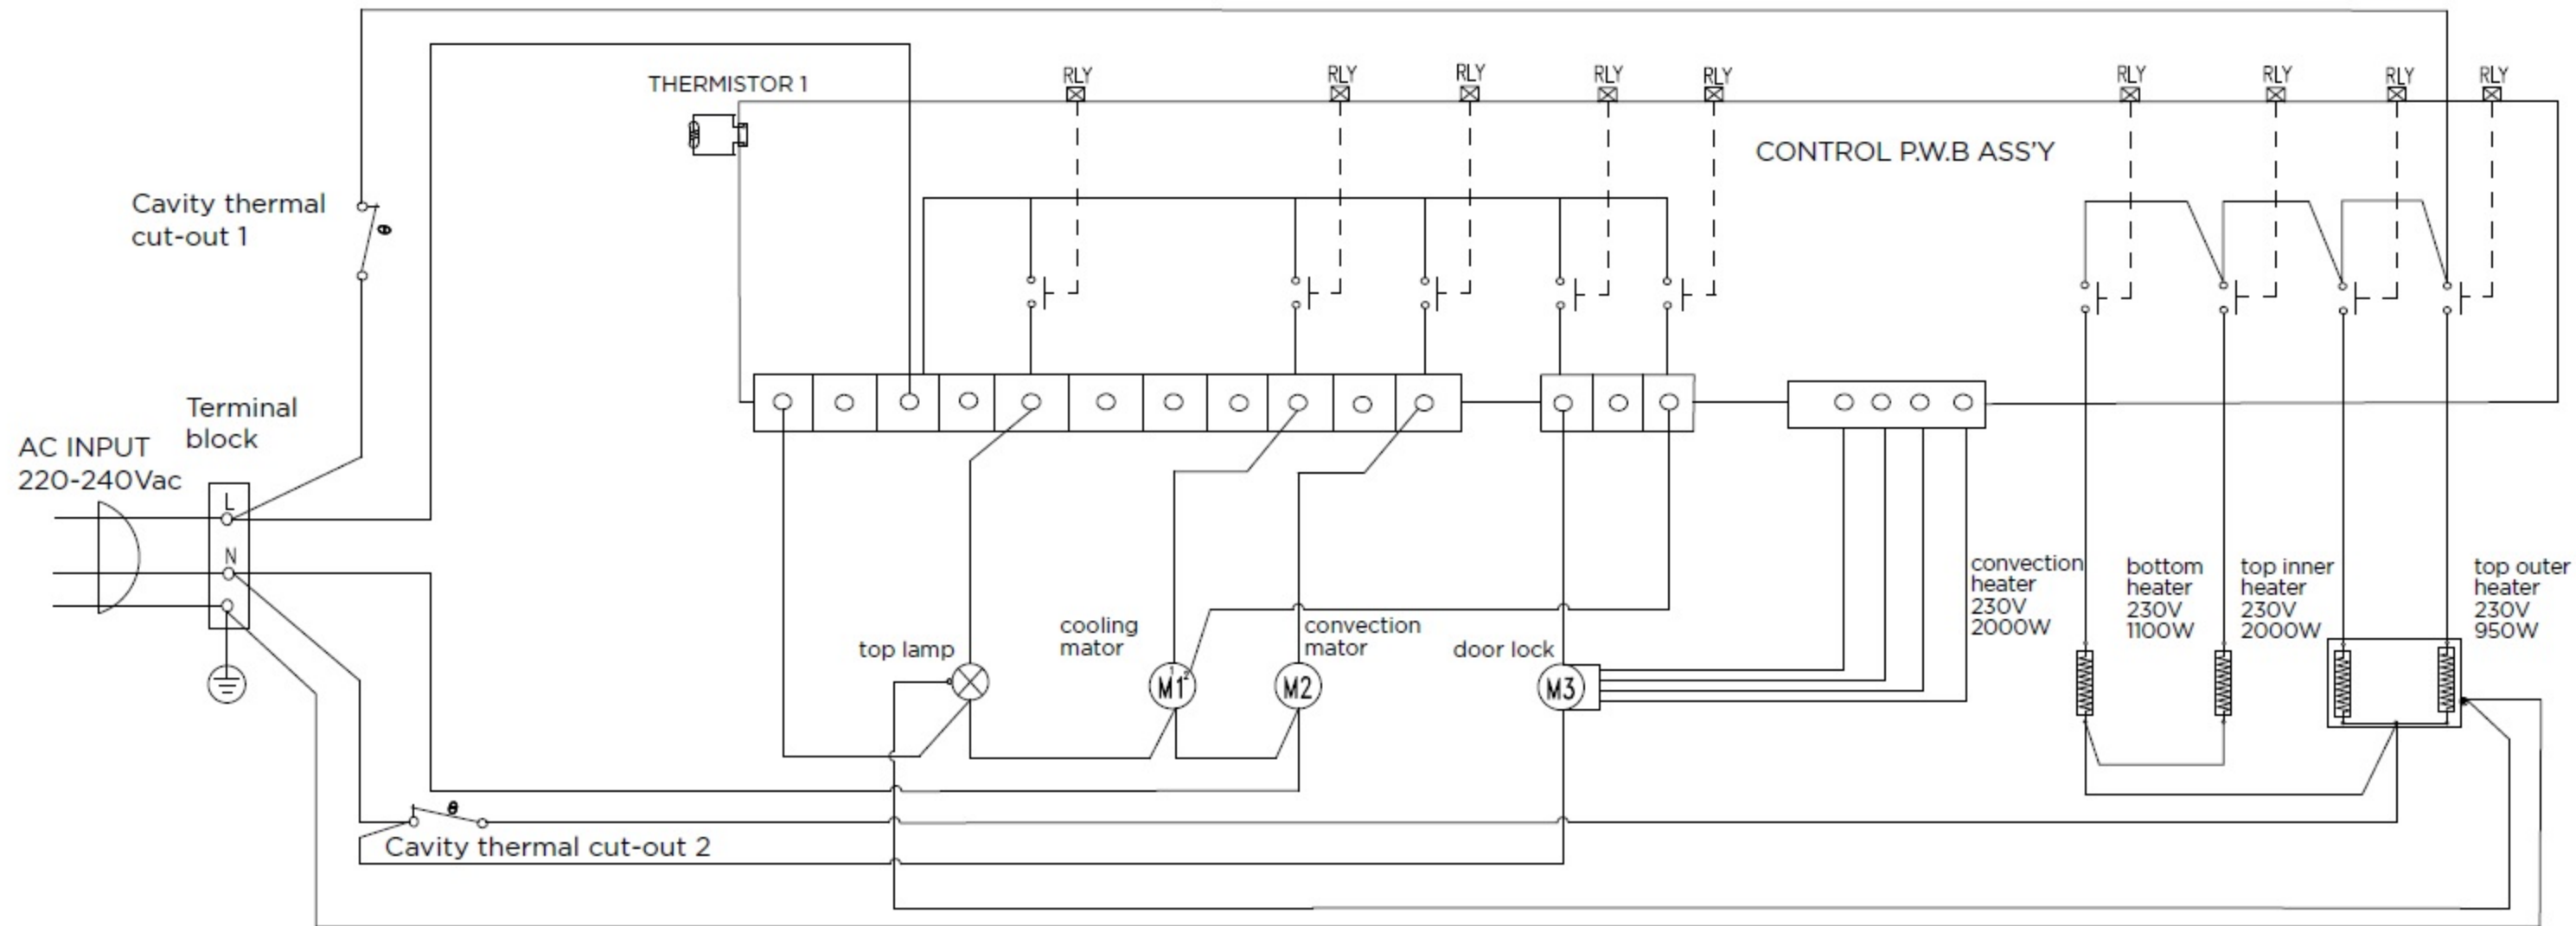 RLY
RLY
RLY
RLY
RLY
RLY
RLY
RLY
RLY
THERMISTOR 1
CONTROL P.W.B ASS'Y
Cavity thermal
cut-out 1
θ
Terminal
block
AC INPUT
220-240Vac
L
N
convection
heater
230V
2000W
bottom
heater
230V
1100W
top inner
heater
230V
2000W
top outer
heater
230V
950W
top lamp
cooling
mator
convection
mator
door lock
M1
1
2
M2
M3
θ
Cavity thermal cut-out 2